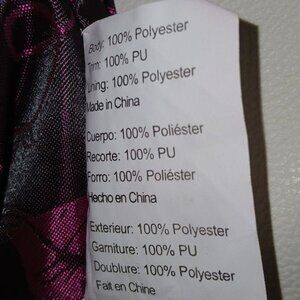 Body: 100% Polyester
Trim: 100% PU
Lining: 100% Polyester
Made in China
Cuerpo: 100% Poliéster
Recorte: 100% PU
Forro: 100% Poliéster
Hecho en China
Exterieur: 100% Polyester
Garniture: 100% PU
Doublure: 100% Polyester
Fait en Chine